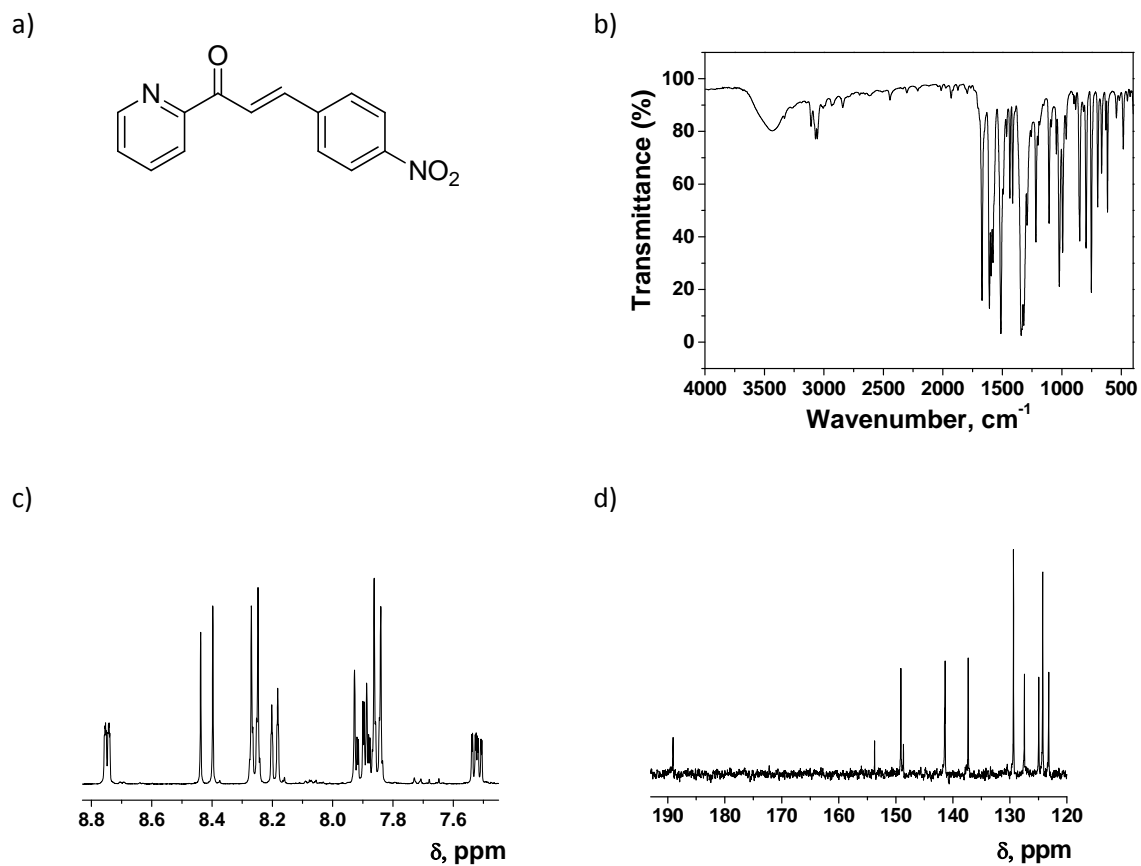 a)
O
N
NO₂
b)
Transmittance (%)
100
80
60
40
20
0
4000 3500 3000 2500 2000 1500 1000 500
Wavenumber, cm⁻¹
c)
8.8 8.6 8.4 8.2 8.0 7.8 7.6
δ, ppm
d)
190 180 170 160 150 140 130 120
δ, ppm